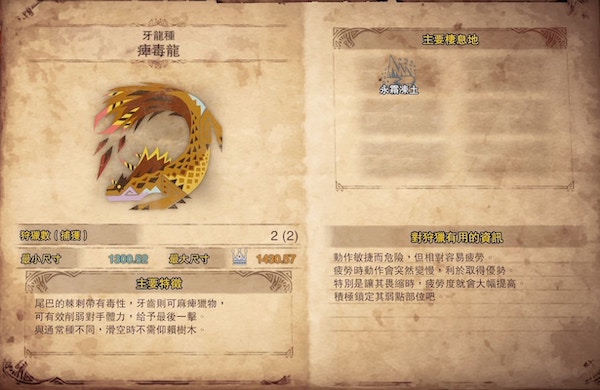 牙龍種
痺毒龍
狩獵數（捕獲）
2 (2)
最小尺寸
1300.52
最大尺寸
1490.57
主要特徵
尾巴的棘刺帶有毒性，牙齒則可麻痺獵物，
可有效削弱對手體力，給予最後一擊。
與通常種不同，滑空時不需仰賴樹木。
主要棲息地
永霜凍土
對狩獵有用的資訊
動作敏捷而危險，但相對容易疲勞。
疲勞時動作會突然變慢，利於取得優勢
特別是讓其畏縮時，疲勞度就會大幅提高
積極鎖定其弱點部位吧